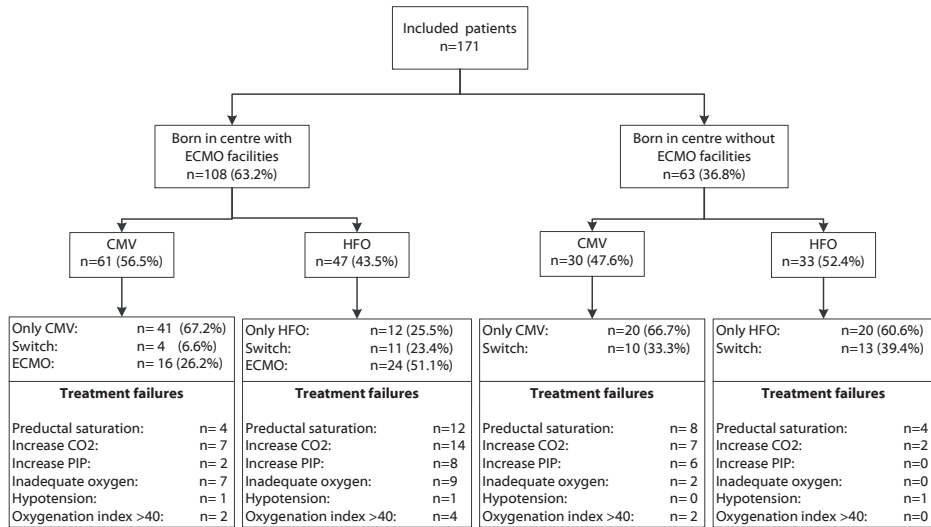 Included patients
n=171
Born in centre with
ECMO facilities
n=108 (63.2%)
Born in centre without
ECMO facilities
n=63 (36.8%)
CMV
n=61 (56.5%)
HFO
n=47 (43.5%)
CMV
n=30 (47.6%)
HFO
n=33 (52.4%)
Only CMV: n= 41 (67.2%)
Switch: n= 4 (6.6%)
ECMO: n= 16 (26.2%)
Treatment failures
Preductal saturation: n= 4
Increase CO2: n= 7
Increase PIP: n= 2
Inadequate oxygen: n= 7
Hypotension: n= 1
Oxygenation index >40: n= 2
Only HFO: n=12 (25.5%)
Switch: n=11 (23.4%)
ECMO: n=24 (51.1%)
Treatment failures
Preductal saturation: n=12
Increase CO2: n=14
Increase PIP: n=8
Inadequate oxygen: n=9
Hypotension: n=1
Oxygenation index >40: n=4
Only CMV: n=20 (66.7%)
Switch: n=10 (33.3%)
Treatment failures
Preductal saturation: n= 8
Increase CO2: n= 7
Increase PIP: n= 6
Inadequate oxygen: n= 2
Hypotension: n= 0
Oxygenation index >40: n= 2
Only HFO: n=20 (60.6%)
Switch: n=13 (39.4%)
Treatment failures
Preductal saturation: n=4
Increase CO2: n=2
Increase PIP: n=0
Inadequate oxygen: n=0
Hypotension: n=1
Oxygenation index >40: n=0